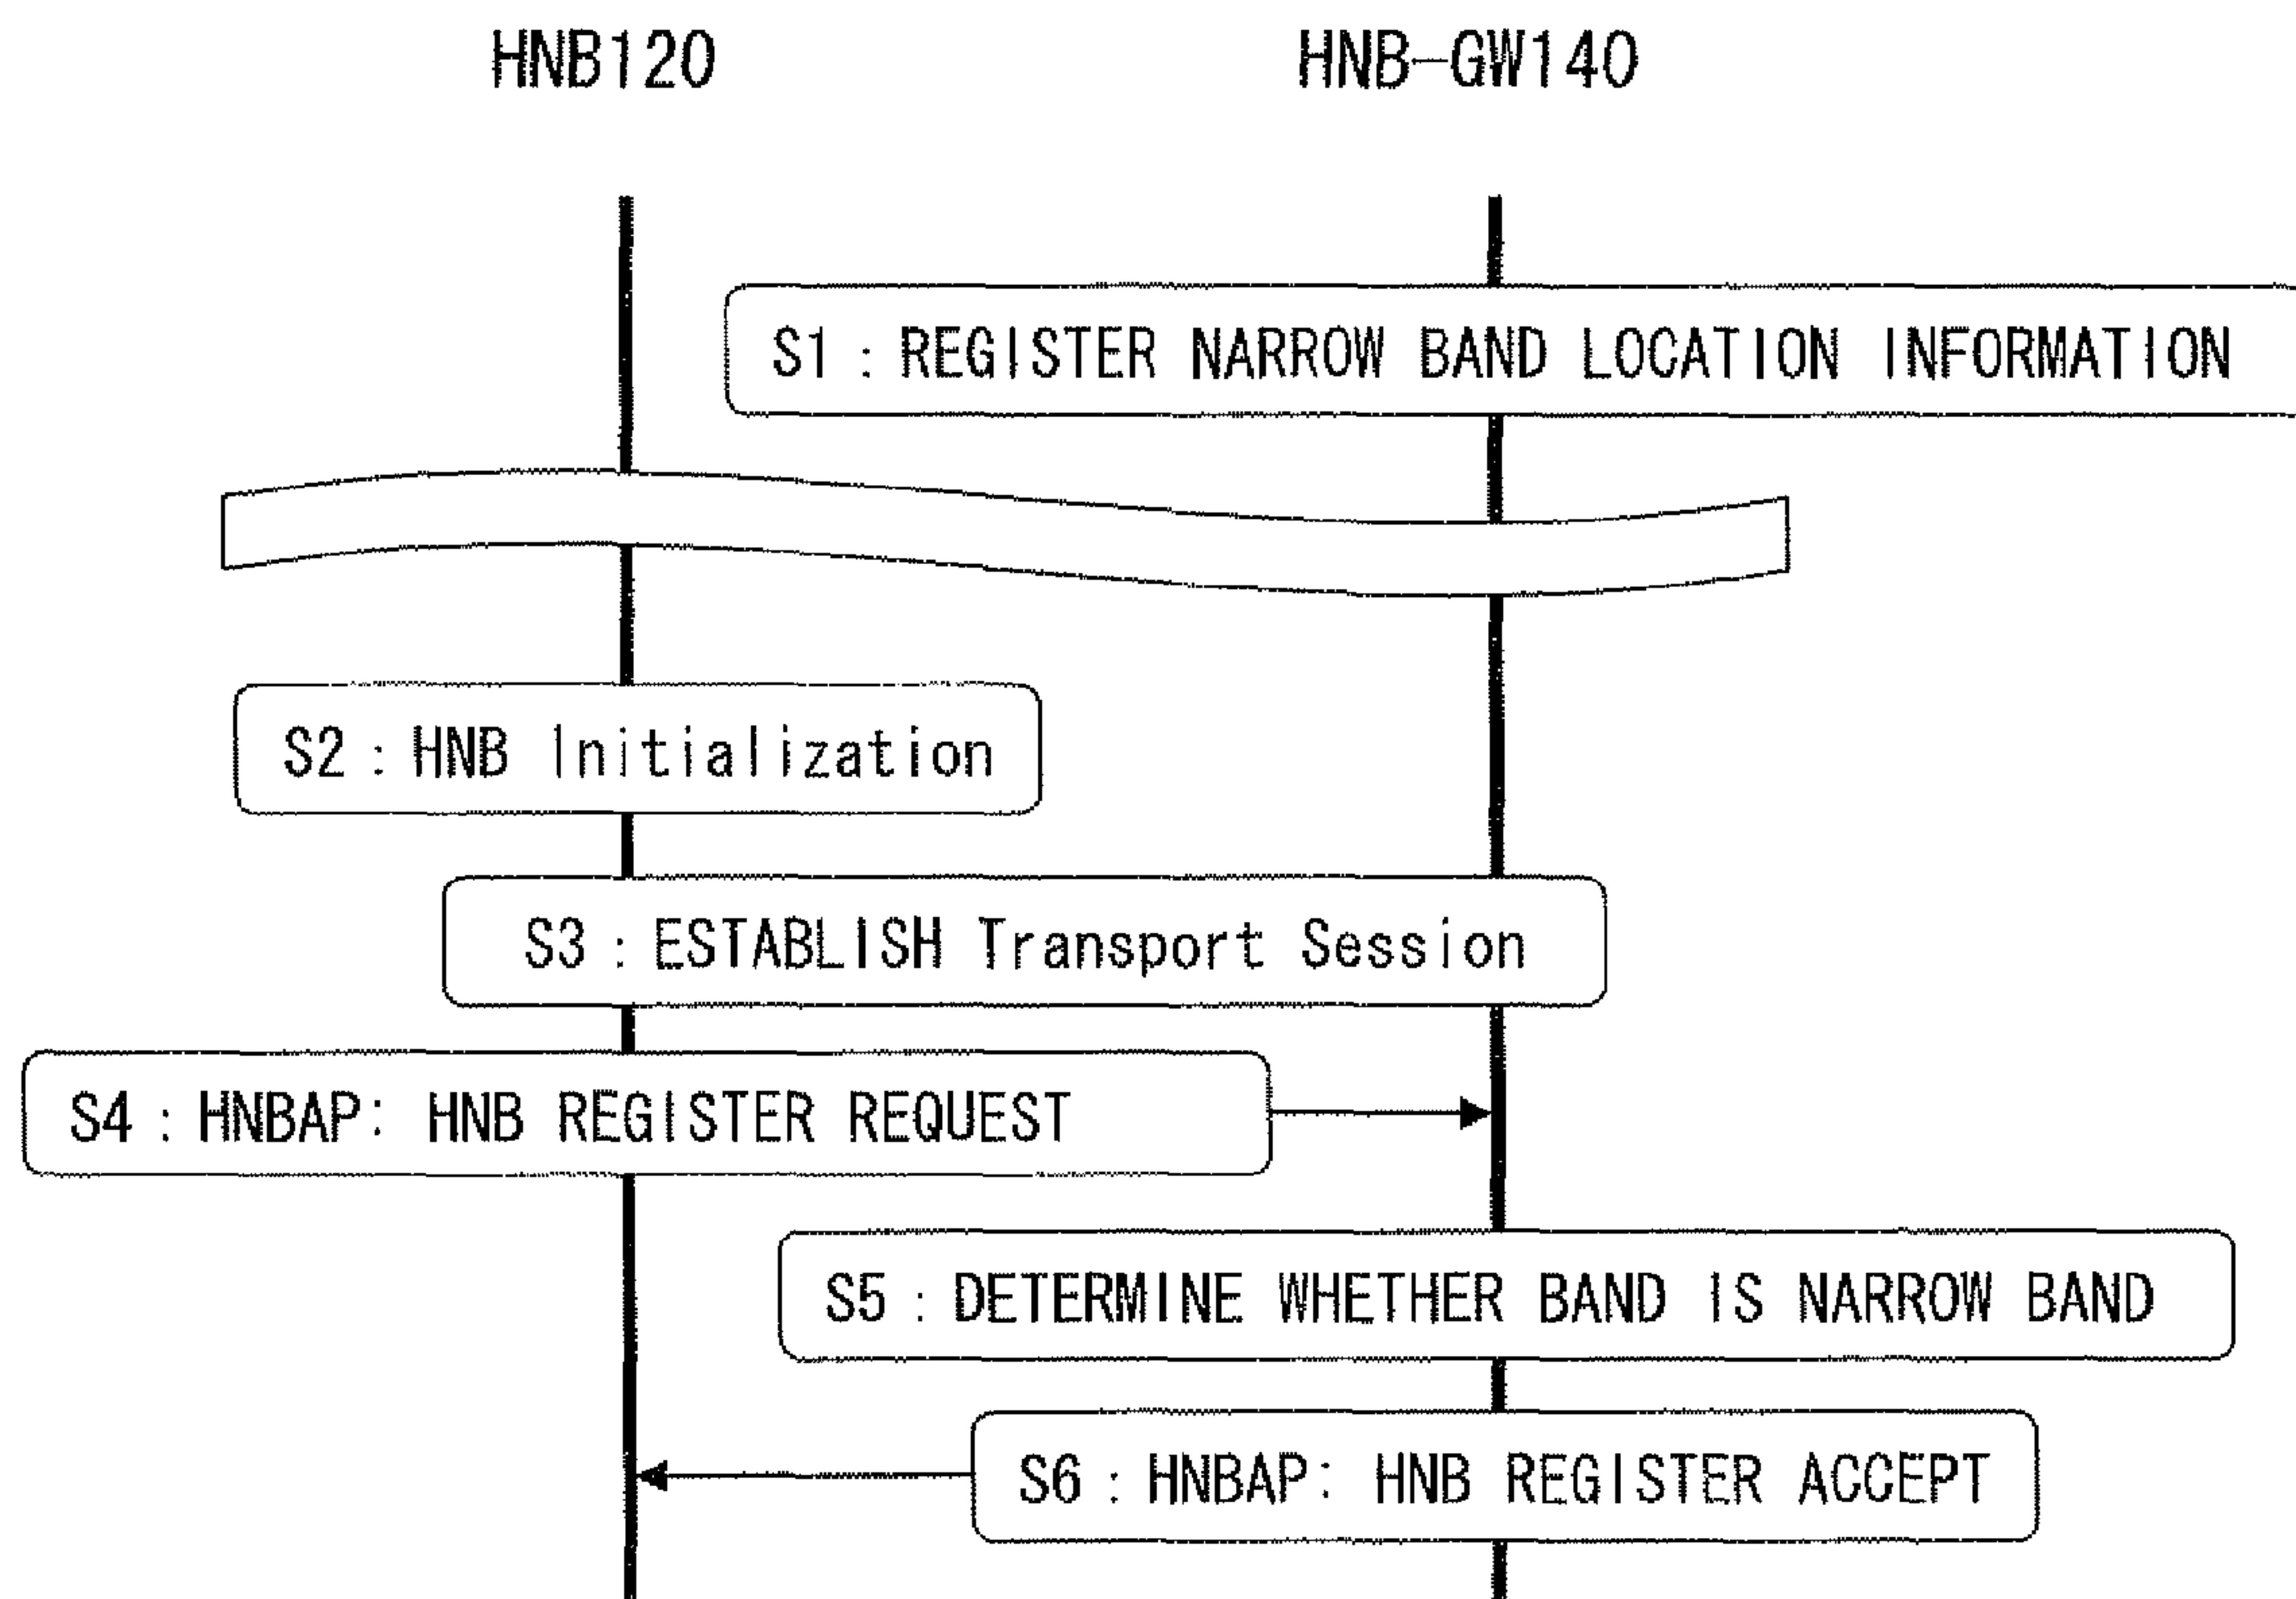 HNB120
HNB-GW140
S1 : REGISTER NARROW BAND LOCATION INFORMATION
S2 : HNB Initialization
S3 : ESTABLISH Transport Session
S4 : HNBAP: HNB REGISTER REQUEST
S5 : DETERMINE WHETHER BAND IS NARROW BAND
S6 : HNBAP: HNB REGISTER ACCEPT